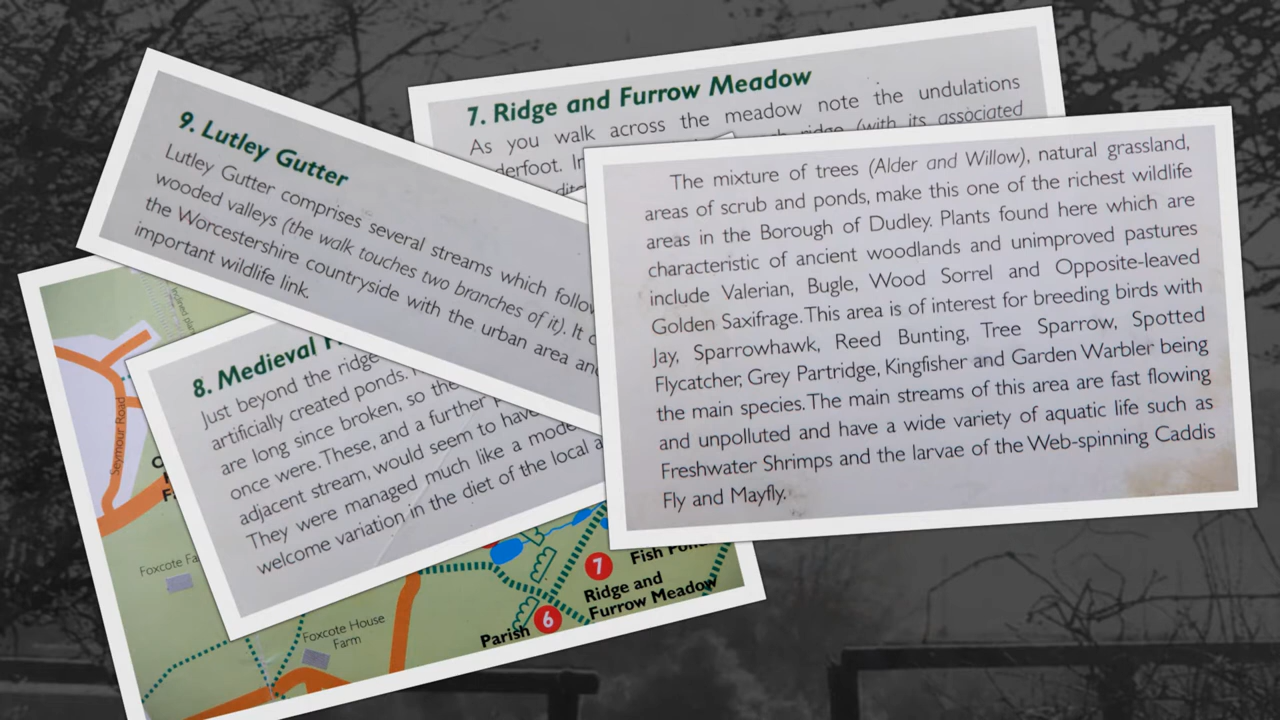 7. Ridge and Furrow Meadow
As you walk across the meadow note the undulations
ridge (with its associated
9. Lutley Gutter
Lutley Gutter comprises several streams which
wooded valleys (the walk touches two branches of it). It
the Worcestershire countryside with the urban area
important wildlife link.
8. Medieval
Just beyond the ridge
artificially created ponds.
are long since broken, so the
once were. These, and a further
adjacent stream, would seem to have
They were managed much like a
welcome variation in the diet of the local
The mixture of trees (Alder and Willow), natural grassland,
areas of scrub and ponds, make this one of the richest wildlife
areas in the Borough of Dudley. Plants found here which are
characteristic of ancient woodlands and unimproved pastures
include Valerian, Bugle, Wood Sorrel and Opposite-leaved
Golden Saxifrage. This area is of interest for breeding birds with
Jay, Sparrowhawk, Reed Bunting, Tree Sparrow, Spotted
Flycatcher, Grey Partridge, Kingfisher and Garden Warbler being
the main species. The main streams of this area are fast flowing
and unpolluted and have a wide variety of aquatic life such as
Freshwater Shrimps and the larvae of the Web-spinning Caddis
Fly and Mayfly.
Seymour Road
Foxcote
Foxcote House
Farm
Parish
6
7
Fish
Ridge and
Furrow Meadow